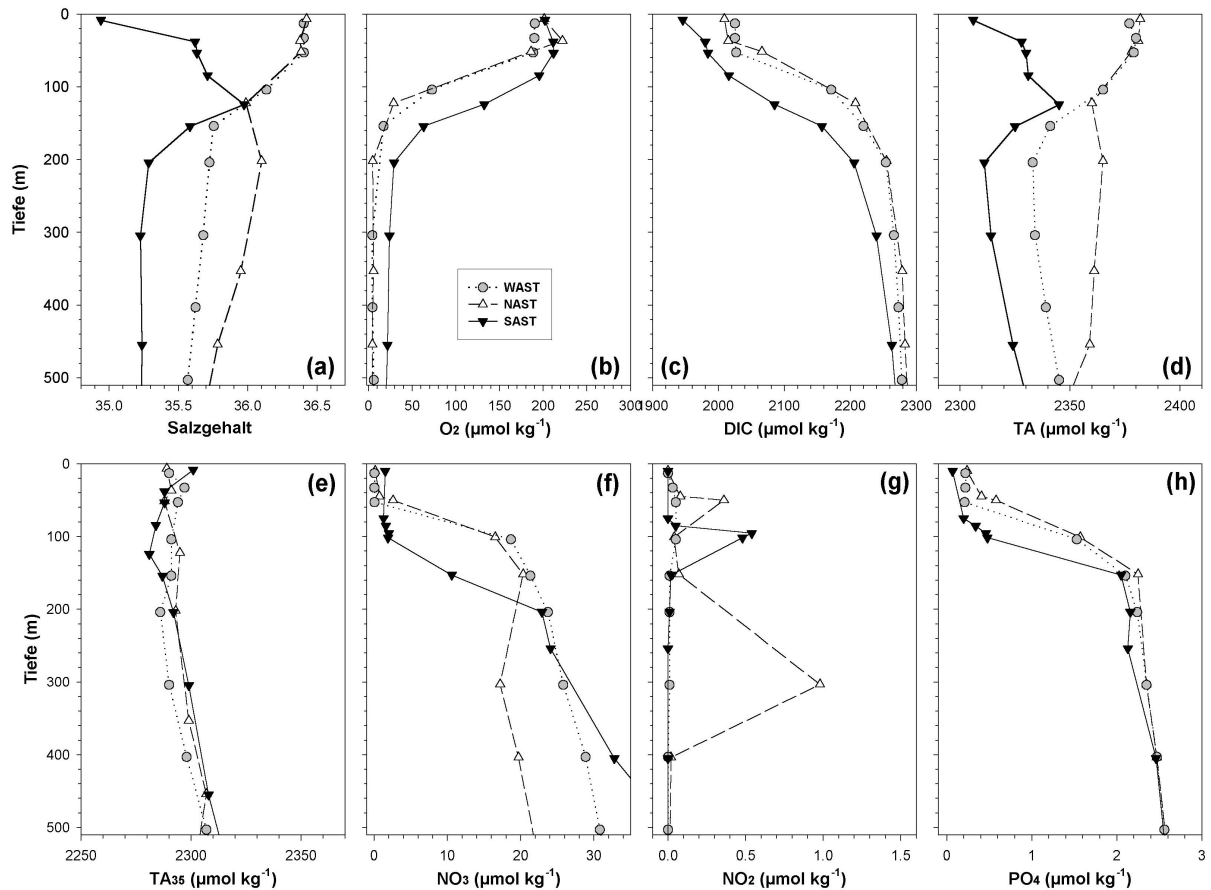 0
100
200
300
400
500
Tiefe (m)
35.0 35.5 36.0 36.5
Salzgehalt
(a)
0 50 100 150 200 250 300
O2 (µmol kg-1)
(b)
WAST
NAST
SAST
1900 2000 2100 2200 2300
DIC (µmol kg-1)
(c)
2300 2350 2400
TA (µmol kg-1)
(d)
0
100
200
300
400
500
Tiefe (m)
2250 2300 2350
TA35 (µmol kg-1)
(e)
0 10 20 30
NO3 (µmol kg-1)
(f)
0.0 0.5 1.0 1.5
NO2 (µmol kg-1)
(g)
0 1 2 3
PO4 (µmol kg-1)
(h)